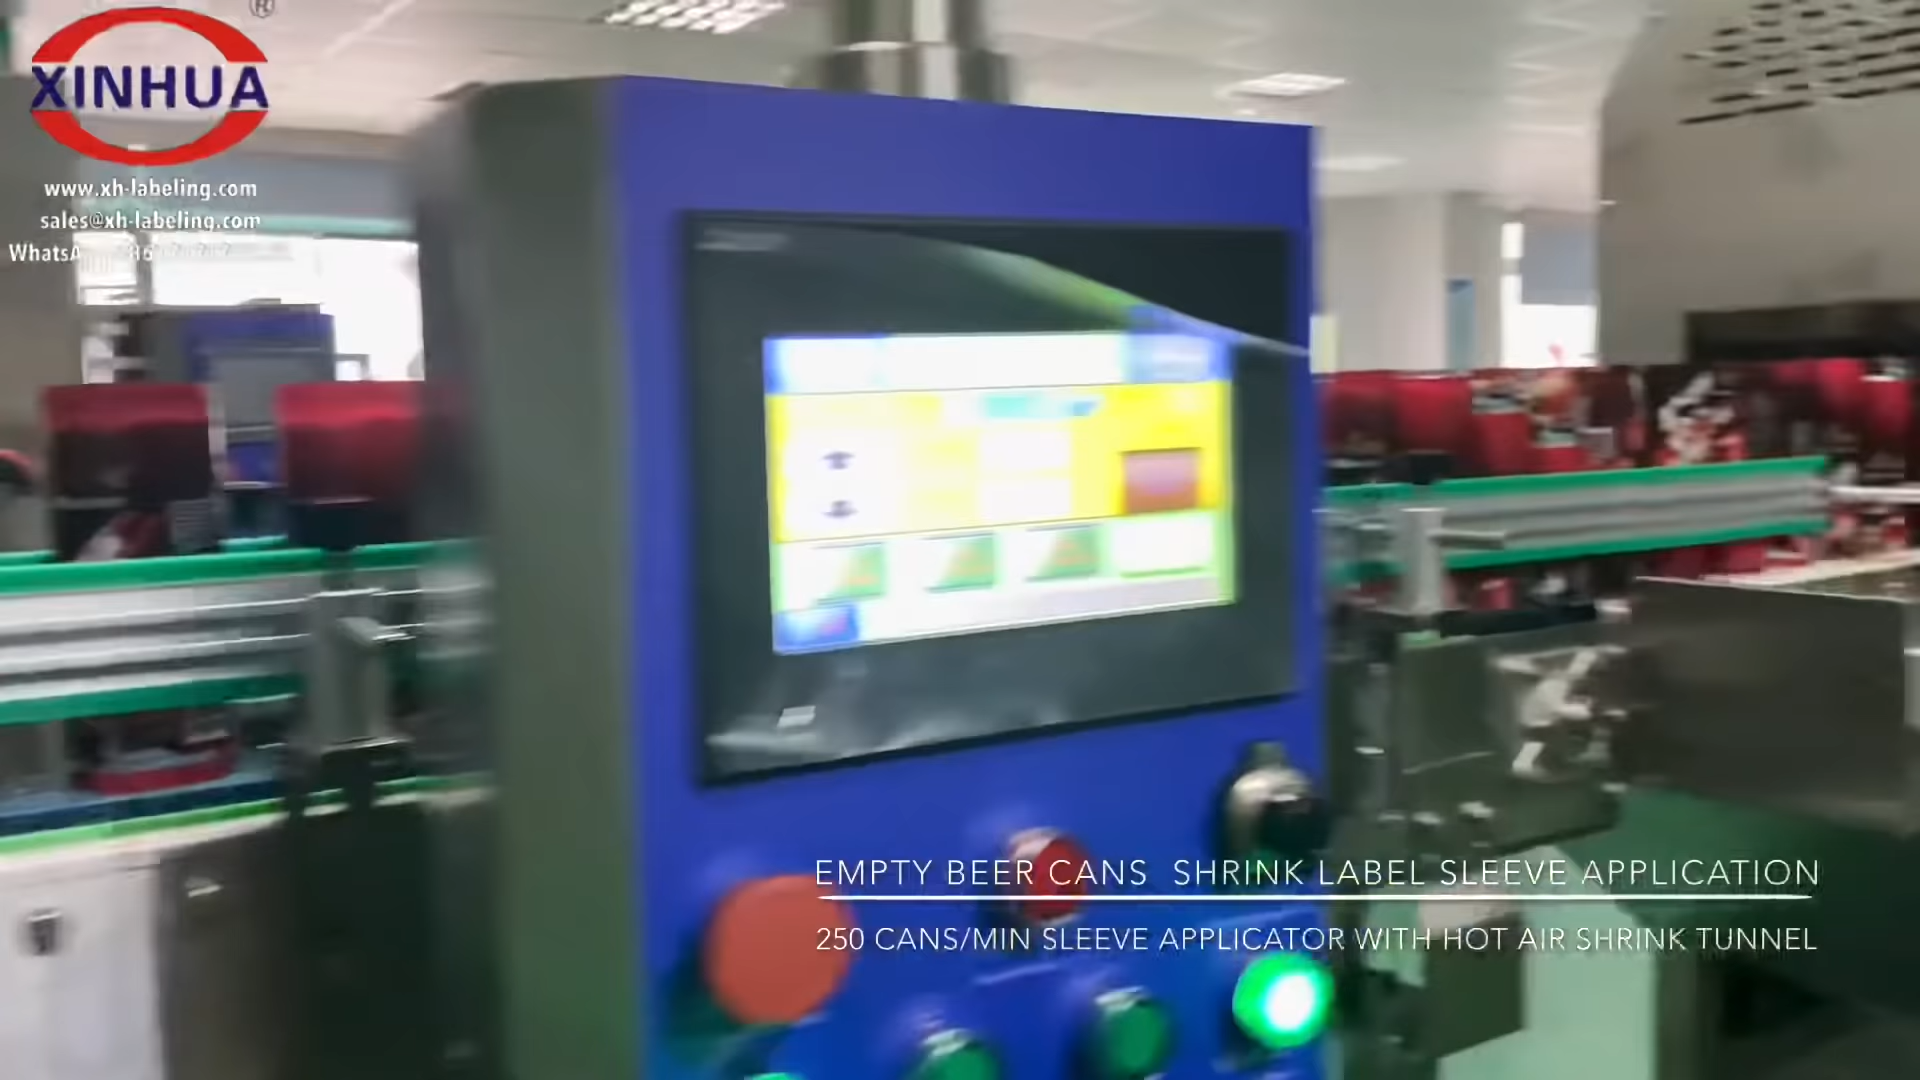 XINHUA
®
www.xh-labeling.com
sales@xh-labeling.com
EMPTY BEER CANS SHRINK LABEL SLEEVE APPLICATION
250 CANS/MIN SLEEVE APPLICATOR WITH HOT AIR SHRINK TUNNEL